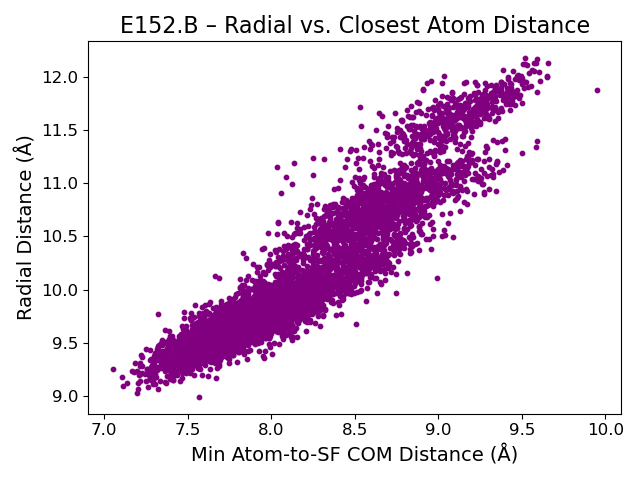 E152.B – Radial vs. Closest Atom Distance
Radial Distance (Å)
12.0
11.5
11.0
10.5
10.0
9.5
9.0
7.0 7.5 8.0 8.5 9.0 9.5 10.0
Min Atom-to-SF COM Distance (Å)